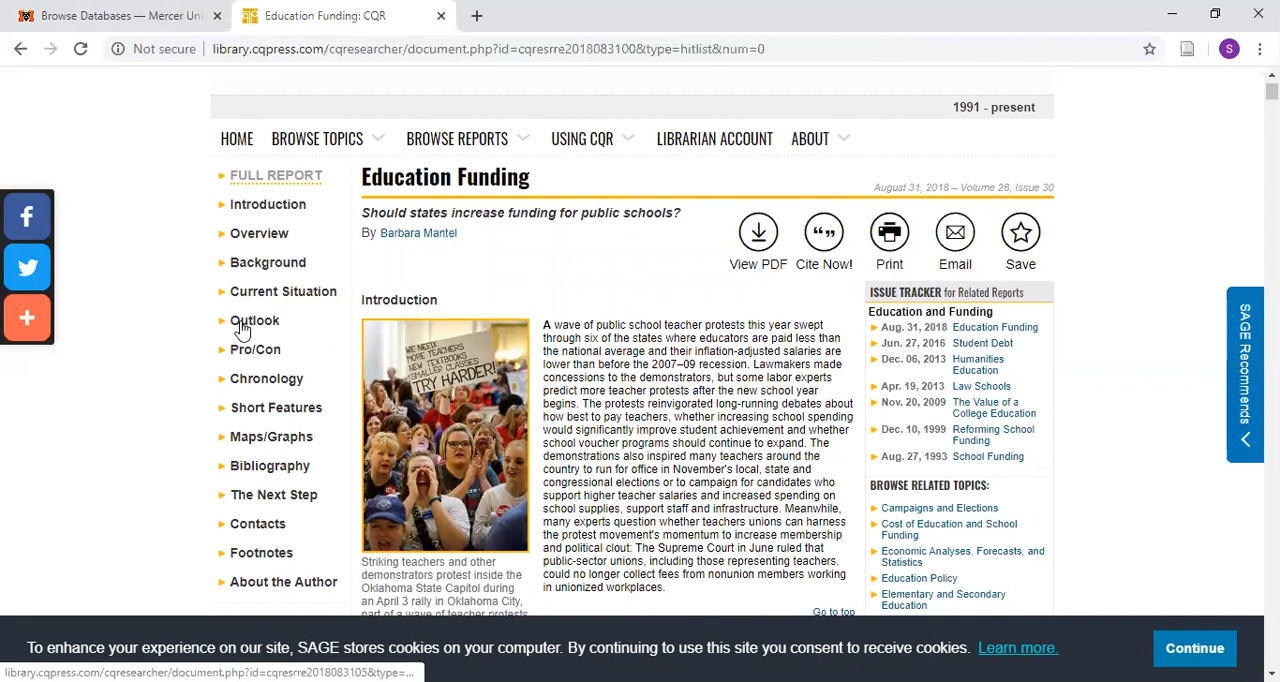 Browse Databases — Mercer Uni
Education Funding: CQR
Not secure
library.cqpress.com/cqresearcher/document.php?id=cqresrre2018083100&type=hitlist&num=0
S
1991 - present
HOME
BROWSE TOPICS
BROWSE REPORTS
USING CQR
LIBRARIAN ACCOUNT
ABOUT
FULL REPORT
Introduction
Overview
Background
Current Situation
Outlook
Pro/Con
Chronology
Short Features
Maps/Graphs
Bibliography
The Next Step
Contacts
Footnotes
About the Author
Education Funding
August 31, 2018 – Volume 28, Issue 30
Should states increase funding for public schools?
By Barbara Mantel
View PDF
Cite Now!
Print
Email
Save
Introduction
WE NEED:
MORE TEACHERS
NEW TEXTBOOKS
SMALLER CLASSES
TRY HARDER!
Striking teachers and other
demonstrators protest inside the
Oklahoma State Capitol during
an April 3 rally in Oklahoma City,
part of a wave of teacher protests
A wave of public school teacher protests this year swept
through six of the states where educators are paid less than
the national average and their inflation-adjusted salaries are
lower than before the 2007–09 recession. Lawmakers made
concessions to the demonstrators, but some labor experts
predict more teacher protests after the new school year
begins. The protests reinvigorated long-running debates about
how best to pay teachers, whether increasing school spending
would significantly improve student achievement and whether
school voucher programs should continue to expand. The
demonstrations also inspired many teachers around the
country to run for office in November's local, state and
congressional elections or to campaign for candidates who
support higher teacher salaries and increased spending on
school supplies, support staff and infrastructure. Meanwhile,
many experts question whether teachers unions can harness
the protest movement's momentum to increase membership
and political clout: The Supreme Court in June ruled that
public-sector unions, including those representing teachers,
could no longer collect fees from nonunion members working
in unionized workplaces.
Go to top
ISSUE TRACKER for Related Reports
Education and Funding
Aug. 31, 2018 Education Funding
Jun. 27, 2016 Student Debt
Dec. 06, 2013 Humanities
Education
Apr. 19, 2013 Law Schools
Nov. 20, 2009 The Value of a
College Education
Dec. 10, 1999 Reforming School
Funding
Aug. 27, 1993 School Funding
BROWSE RELATED TOPICS:
Campaigns and Elections
Cost of Education and School
Funding
Economic Analyses, Forecasts, and
Statistics
Education Policy
Elementary and Secondary
Education
SAGE Recommends
To enhance your experience on our site, SAGE stores cookies on your computer. By continuing to use this site you consent to receive cookies. Learn more.
Continue
library.cqpress.com/cqresearcher/document.php?id=cqresrre2018083105&type=...